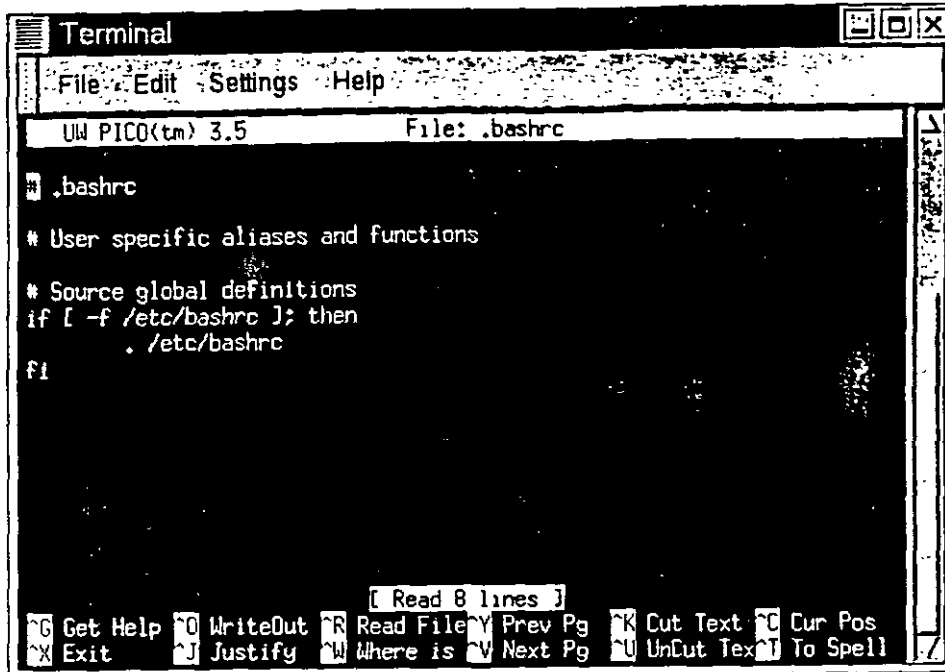 Terminal
File Edit Settings Help
UW PICO(tm) 3.5 File: .bashrc
# .bashrc
# User specific aliases and functions
# Source global definitions
if [ -f /etc/bashrc ]; then
. /etc/bashrc
fi
[ Read 8 lines ]
^G Get Help ^O WriteOut ^R Read File ^Y Prev Pg ^K Cut Text ^C Cur Pos
^X Exit ^J Justify ^W Where is ^V Next Pg ^U UnCut Tex ^T To Spell